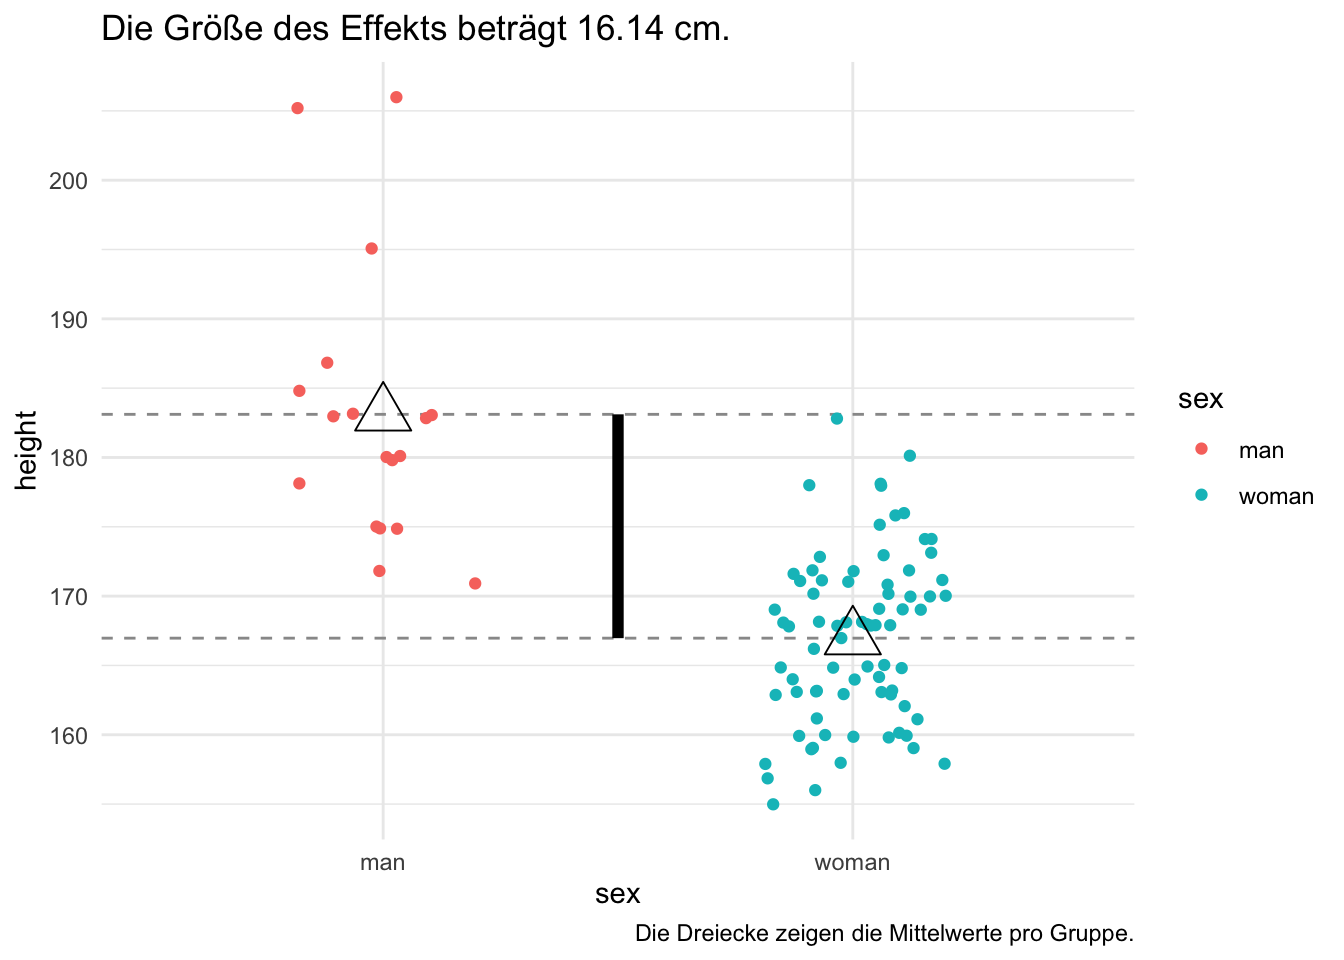 Die Größe des Effekts beträgt 16.14 cm.
200
190
180
170
160
height
man
woman
sex
sex
man
woman
Die Dreiecke zeigen die Mittelwerte pro Gruppe.